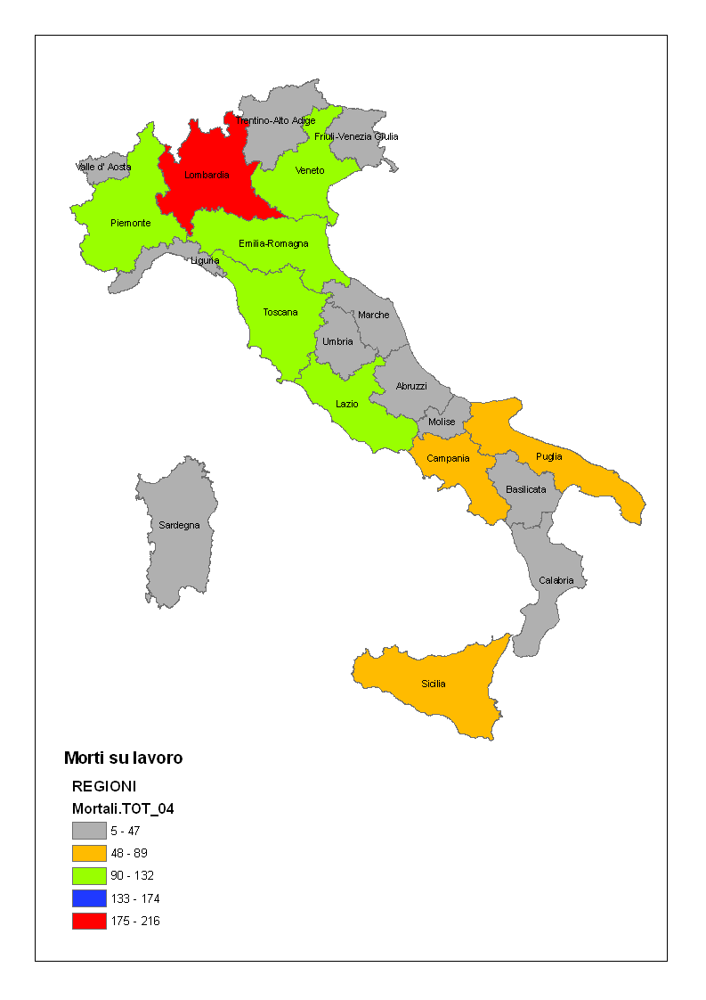 Trentino-Alto Adige
Friuli-Venezia Giulia
Valle d' Aosta
Lombardia
Veneto
Piemonte
Emilia-Romagna
Liguria
Toscana
Marche
Umbria
Abruzzi
Lazio
Molise
Campania
Puglia
Basilicata
Sardegna
Calabria
Sicilia
Morti su lavoro
REGIONI
Mortali.TOT_04
5 - 47
48 - 89
90 - 132
133 - 174
175 - 216